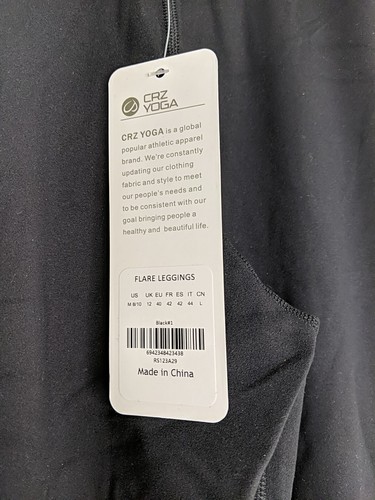 CRZ
YOGA
CRZ YOGA is a global
popular athletic apparel
brand. We're constantly
updating our clothing
fabric and style to meet
our people's needs and
to be consistent with our
goal bringing people a
healthy and beautiful life.
FLARE LEGGINGS
US UK EU FR ES IT CN
M 8/10 12 40 42 42 44 L
Black#1
6942348423438
RS123A29
Made in China